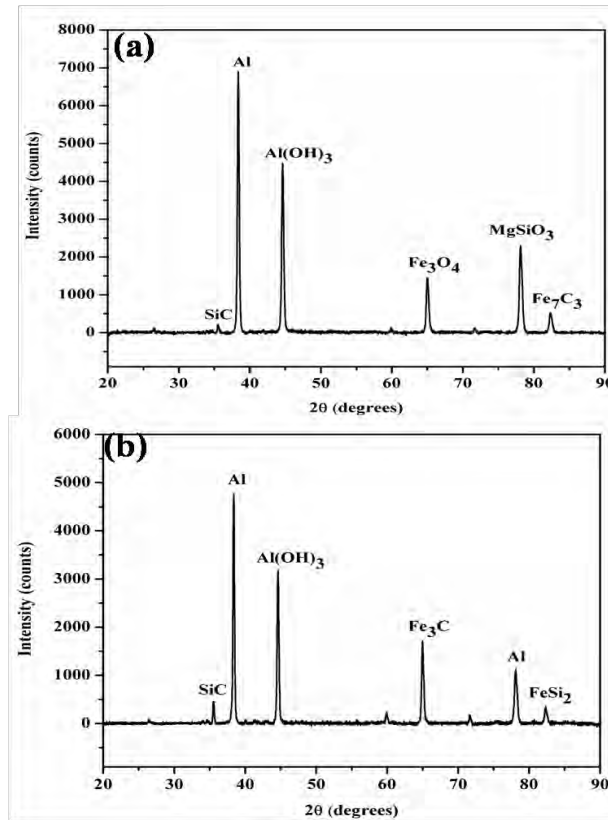 (a)
8000
7000
6000
5000
4000
3000
2000
1000
0
Intensity (counts)
Al
Al(OH)3
MgSiO3
Fe3O4
Fe7C3
SiC
20 30 40 50 60 70 80 90
2θ (degrees)
(b)
6000
5000
4000
3000
2000
1000
0
Intensity (counts)
Al
Al(OH)3
Fe3C
Al
SiC
FeSi2
20 30 40 50 60 70 80 90
2θ (degrees)